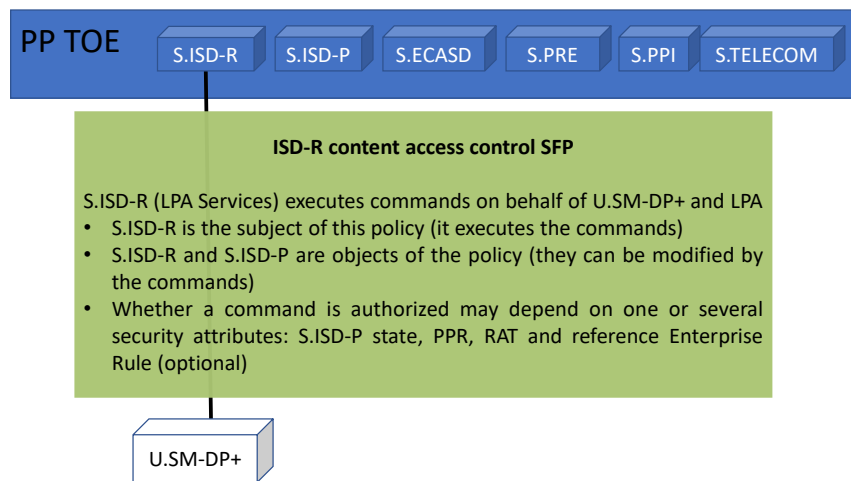 PP TOE
S.ISD-R
S.ISD-P
S.ECASD
S.PRE
S.PPI
S.TELECOM
ISD-R content access control SFP
S.ISD-R (LPA Services) executes commands on behalf of U.SM-DP+ and LPA
• S.ISD-R is the subject of this policy (it executes the commands)
• S.ISD-R and S.ISD-P are objects of the policy (they can be modified by
the commands)
• Whether a command is authorized may depend on one or several
security attributes: S.ISD-P state, PPR, RAT and reference Enterprise
Rule (optional)
U.SM-DP+